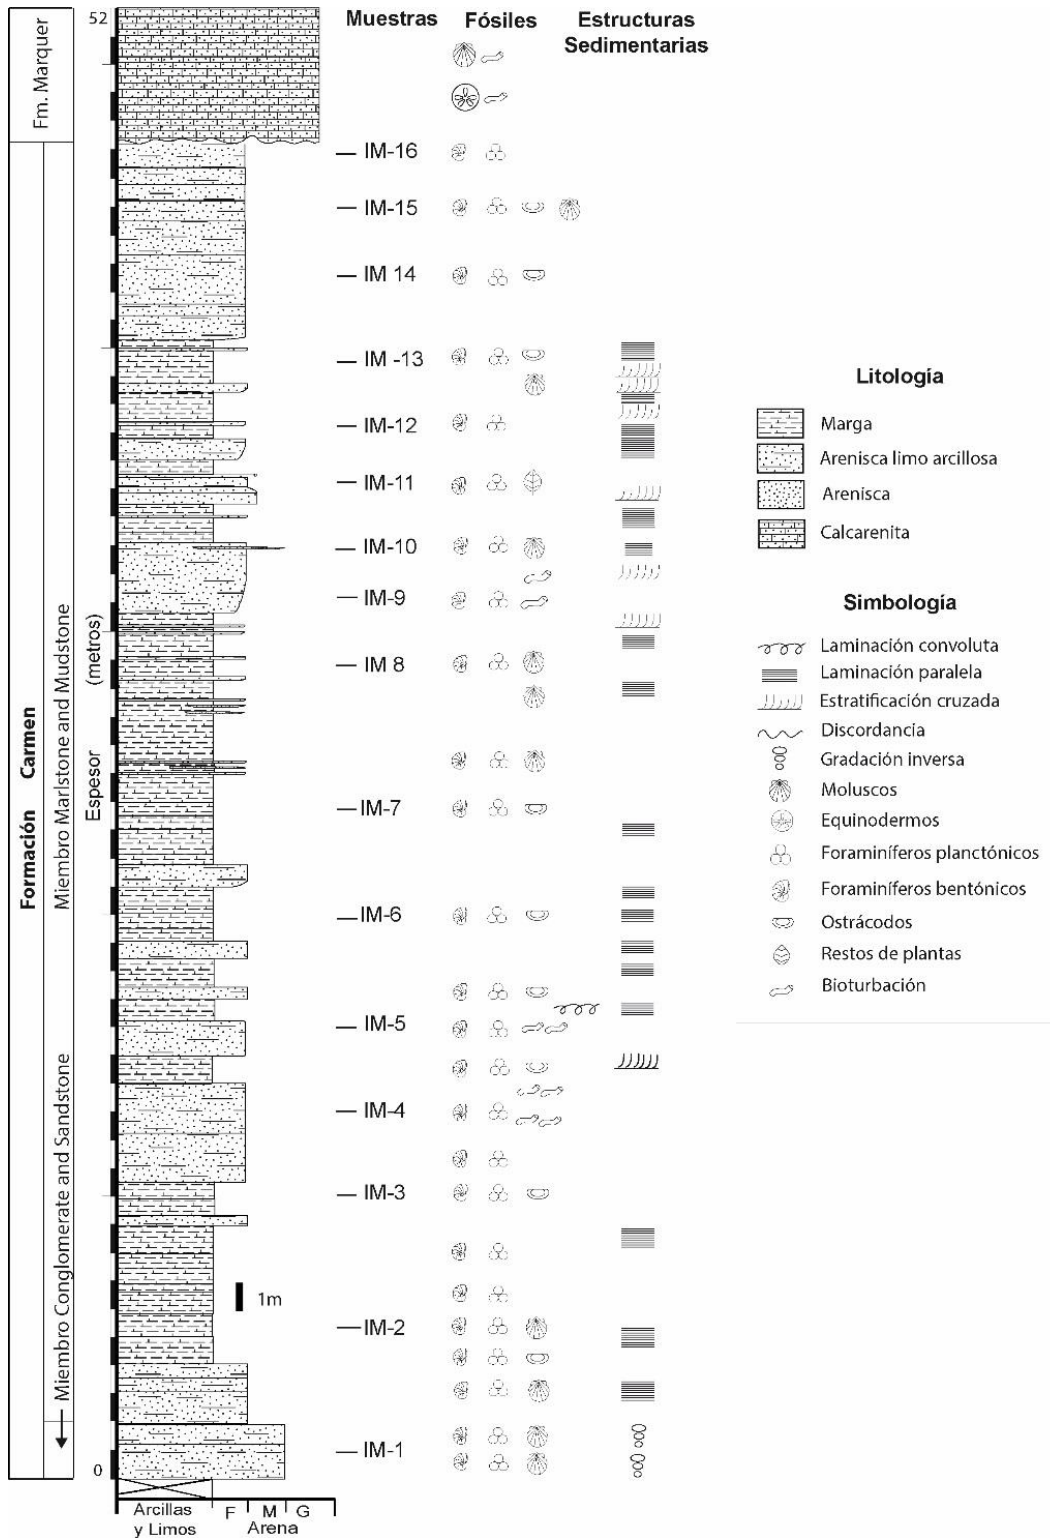 52
Muestras
Fósiles
Estructuras
Sedimentarias
Fm. Marquer
IM-16
IM-15
IM 14
IM -13
IM-12
IM-11
IM-10
IM-9
IM 8
IM-7
IM-6
IM-5
IM-4
IM-3
IM-2
IM-1
Formación Carmen
Miembro Marlstone and Mudstone
Miembro Conglomerate and Sandstone
Espesor (metros)
1m
0
Arcillas
y Limos
F
M
G
Arena
Litología
Marga
Arenisca limo arcillosa
Arenisca
Calcarenita
Simbología
Laminación convoluta
Laminación paralela
Estratificación cruzada
Discordancia
Gradación inversa
Moluscos
Equinodermos
Foraminíferos planctónicos
Foraminíferos bentónicos
Ostrácodos
Restos de plantas
Bioturbación